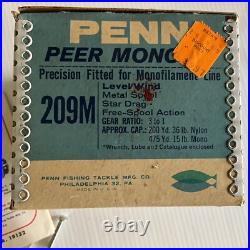 PENN
PEER MONO
Precision Fitted for Monofilament Line
Level Wind
Metal Spool
Star Drag
Free-Spool Action
209M
GEAR RATIO: 3 to 1
APPROX. CAP.: 200 Yd. 36 lb. Nylon
475 Yd. 15 lb. Mono
*Wrench, Lube and Catalogue enclosed
PENN FISHING TACKLE MFG. CO
PHILADELPHIA 32, PA
MADE IN U.S.A.
A. 19132